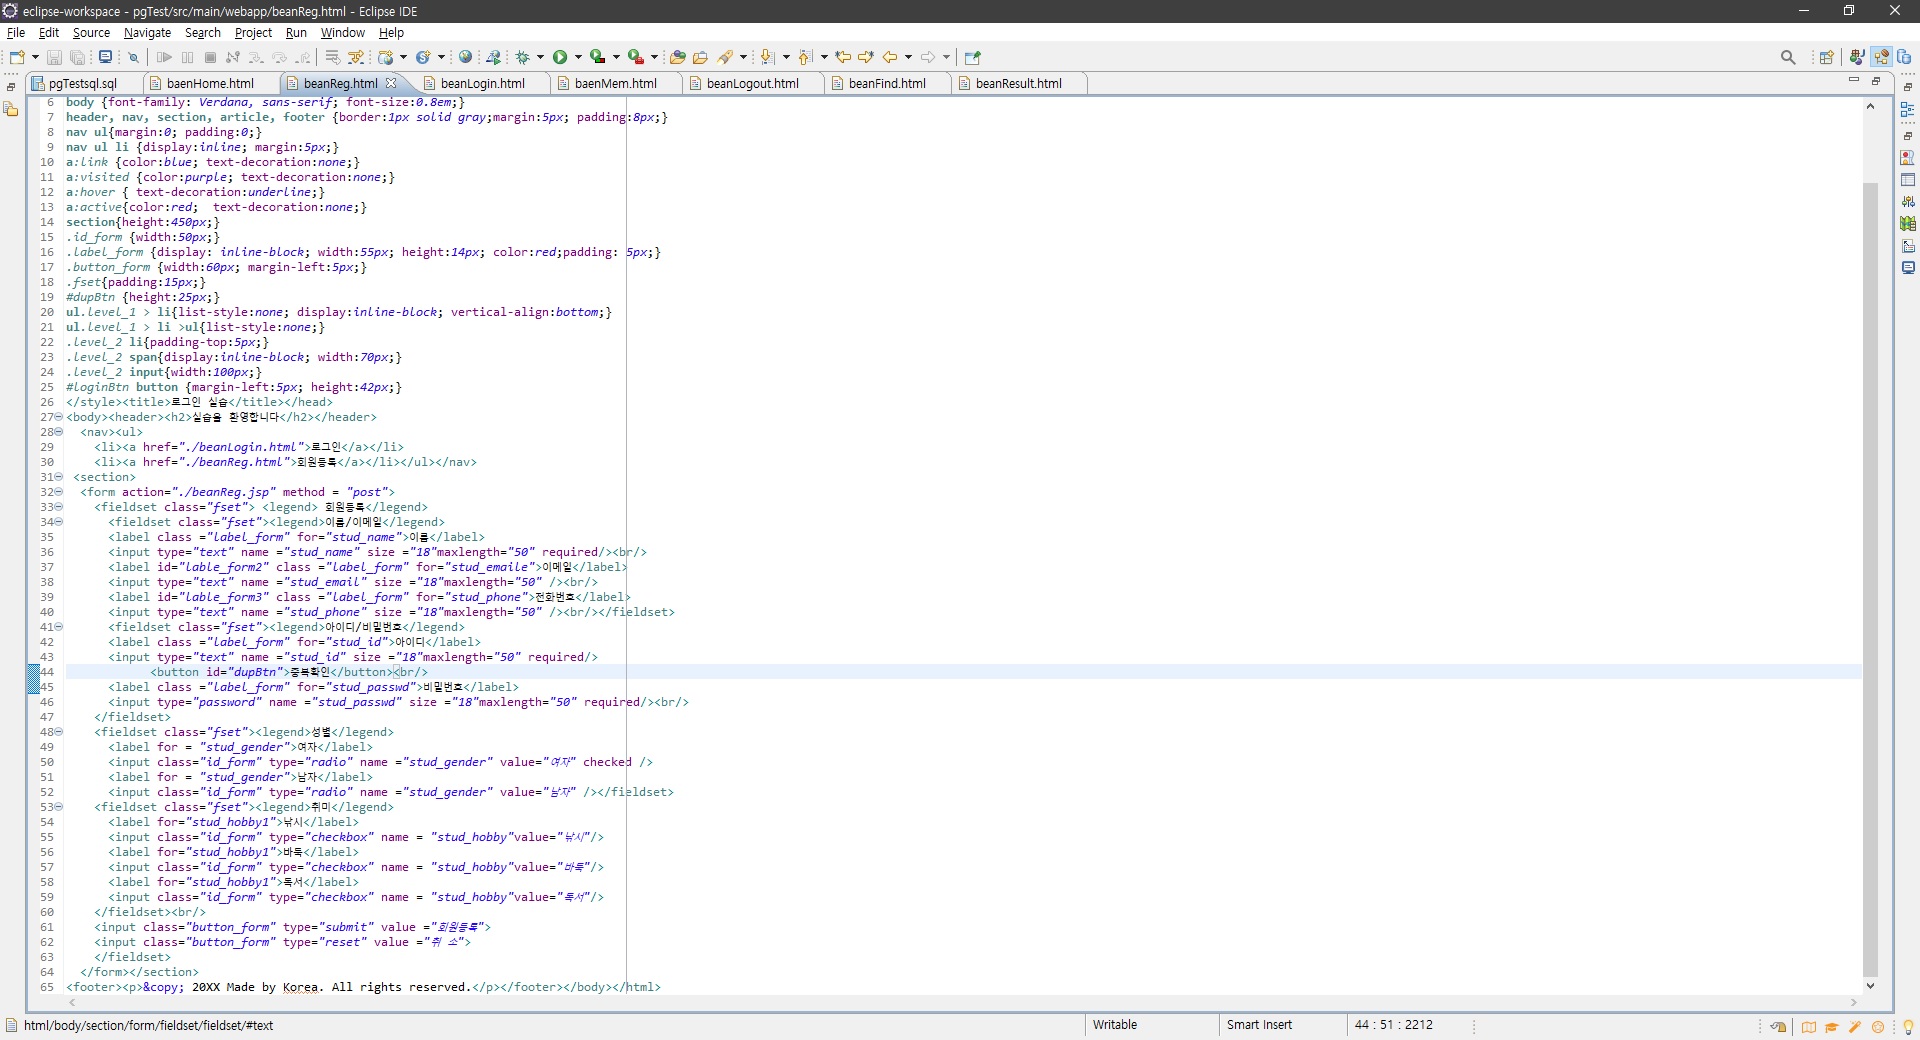 eclipse-workspace - pgTest/src/main/webapp/beanReg.html - Eclipse IDE
File Edit Source Navigate Search Project Run Window Help
pgTestsql.sql baenHome.html beanReg.html beanLogin.html baenMem.html beanLogout.html beanFind.html beanResult.html
6 body {font-family: Verdana, sans-serif; font-size:0.8em;}
7 header, nav, section, article, footer {border:1px solid gray;margin:5px; padding:8px;}
8 nav ul{margin:0; padding:0;}
9 nav ul li {display:inline; margin:5px;}
10 a:link {color:blue; text-decoration:none;}
11 a:visited {color:purple; text-decoration:none;}
12 a:hover { text-decoration:underline;}
13 a:active{color:red;  text-decoration:none;}
14 section{height:450px;}
15 .id_form {width:50px;}
16 .label_form {display: inline-block; width:55px; height:14px; color:red;padding: 5px;}
17 .button_form {width:60px; margin-left:5px;}
18 .fset{padding:15px;}
19 #dupBtn {height:25px;}
20 ul.level_1 > li{list-style:none; display:inline-block; vertical-align:bottom;}
21 ul.level_1 > li >ul{list-style:none;}
22 .level_2 li{padding-top:5px;}
23 .level_2 span{display:inline-block; width:70px;}
24 .level_2 input{width:100px;}
25 #loginBtn button {margin-left:5px; height:42px;}
26 </style><title>로그인 실습</title></head>
27 <body><header><h2>실습을 환영합니다</h2></header>
28 <nav><ul>
29 <li><a href="./beanLogin.html">로그인</a></li>
30 <li><a href="./beanReg.html">회원등록</a></li></ul></nav>
31 <section>
32 <form action="./beanReg.jsp" method = "post">
33 <fieldset class="fset"> <legend> 회원등록</legend>
34 <fieldset class="fset"><legend>이름/이메일</legend>
35 <label class ="label_form" for="stud_name">이름</label>
36 <input type="text" name ="stud_name" size ="18"maxlength="50" required/><br/>
37 <label id="lable_form2" class ="label_form" for="stud_emaile">이메일</label>
38 <input type="text" name ="stud_email" size ="18"maxlength="50" /><br/>
39 <label id="lable_form3" class ="label_form" for="stud_phone">전화번호</label>
40 <input type="text" name ="stud_phone" size ="18"maxlength="50" /><br/></fieldset>
41 <fieldset class="fset"><legend>아이디/비밀번호</legend>
42 <label class ="label_form" for="stud_id">아이디</label>
43 <input type="text" name ="stud_id" size ="18"maxlength="50" required/>
44 <button id="dupBtn">중복확인</button><br/>
45 <label class ="label_form" for="stud_passwd">비밀번호</label>
46 <input type="password" name ="stud_passwd" size ="18"maxlength="50" required/><br/>
47 </fieldset>
48 <fieldset class="fset"><legend>성별</legend>
49 <label for = "stud_gender">여자</label>
50 <input class="id_form" type="radio" name ="stud_gender" value="여자" checked />
51 <label for = "stud_gender">남자</label>
52 <input class="id_form" type="radio" name ="stud_gender" value="남자" /></fieldset>
53 <fieldset class="fset"><legend>취미</legend>
54 <label for="stud_hobby1">낚시</label>
55 <input class="id_form" type="checkbox" name = "stud_hobby"value="낚시"/>
56 <label for="stud_hobby1">바둑</label>
57 <input class="id_form" type="checkbox" name = "stud_hobby"value="바둑"/>
58 <label for="stud_hobby1">독서</label>
59 <input class="id_form" type="checkbox" name = "stud_hobby"value="독서"/>
60 </fieldset><br/>
61 <input class="button_form" type="submit" value ="회원등록">
62 <input class="button_form" type="reset" value ="취 소">
63 </fieldset>
64 </form></section>
65 <footer><p>&copy; 20XX Made by Korea. All rights reserved.</p></footer></body></html>
html/body/section/form/fieldset/fieldset/#text Writable Smart Insert 44 : 51 : 2212